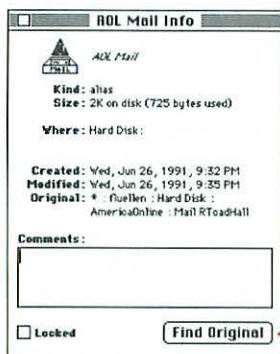 AOL Mail Info
AOL Mail
Kind: alias
Size: 2K on disk (725 bytes used)
Where: Hard Disk:
Created: Wed, Jun 26, 1991, 9:32 PM
Modified: Wed, Jun 26, 1991, 9:35 PM
Original: * : fluellen : Hard Disk :
AmericaOnline : Mail RToadHall
Comments:
Locked
Find Original